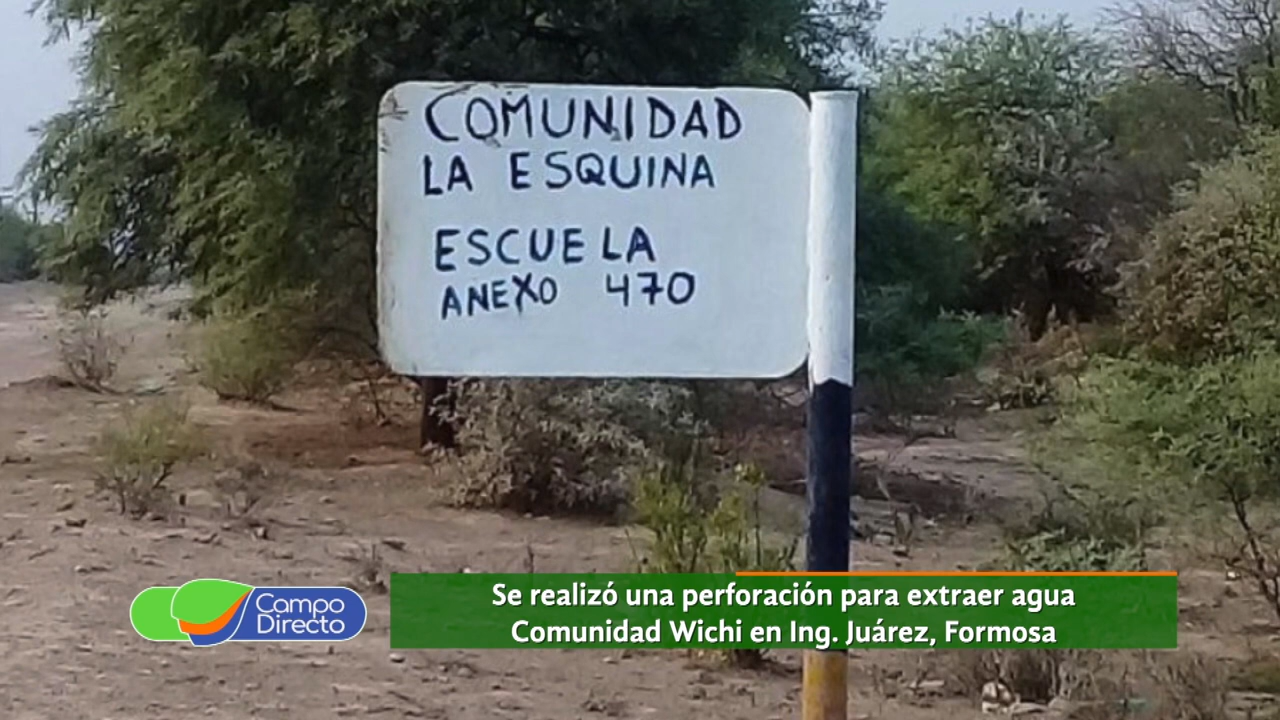 COMUNIDAD
LA ESQUINA
ESCUELA
ANEXO 470
Campo
Directo
Se realizó una perforación para extraer agua
Comunidad Wichi en Ing. Juárez, Formosa